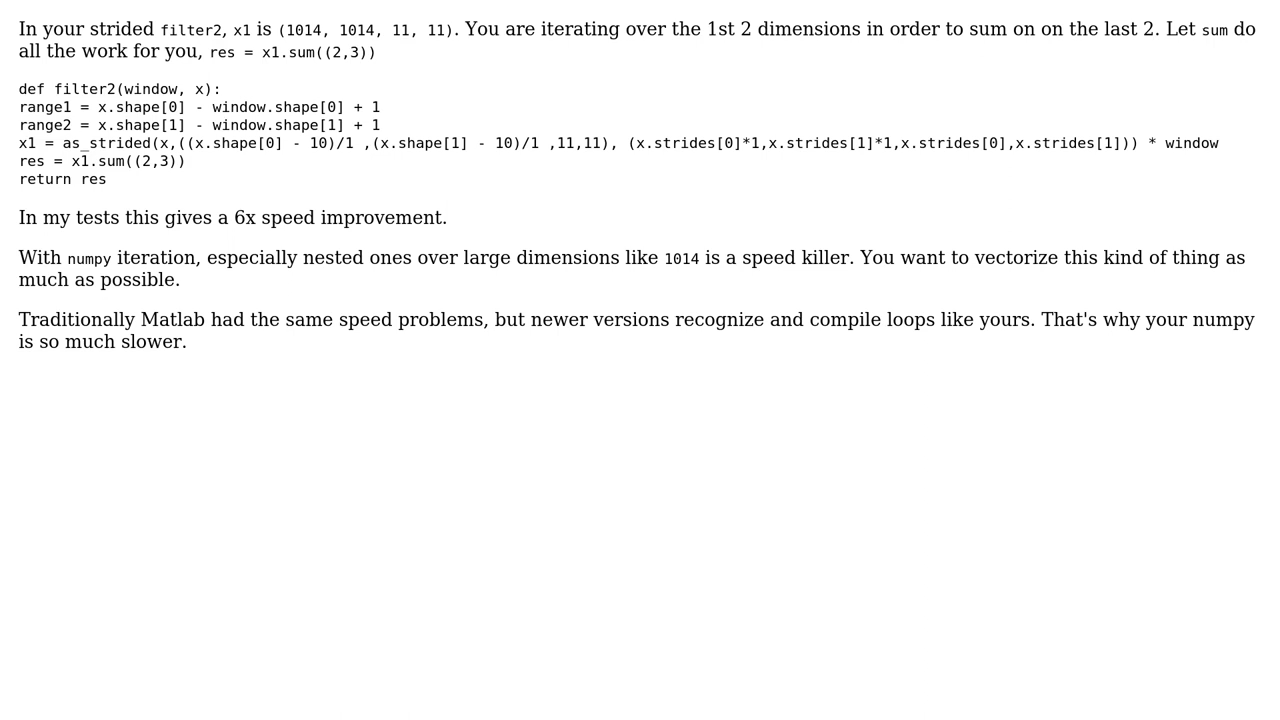 In your strided filter2, x1 is (1014, 1014, 11, 11). You are iterating over the 1st 2 dimensions in order to sum on on the last 2. Let sum do
all the work for you, res = x1.sum((2,3))
def filter2(window, x):
range1 = x.shape[0] - window.shape[0] + 1
range2 = x.shape[1] - window.shape[1] + 1
x1 = as_strided(x,((x.shape[0] - 10)/1 ,(x.shape[1] - 10)/1 ,11,11), (x.strides[0]*1,x.strides[1]*1,x.strides[0],x.strides[1])) * window
res = x1.sum((2,3))
return res
In my tests this gives a 6x speed improvement.
With numpy iteration, especially nested ones over large dimensions like 1014 is a speed killer. You want to vectorize this kind of thing as
much as possible.
Traditionally Matlab had the same speed problems, but newer versions recognize and compile loops like yours. That's why your numpy
is so much slower.